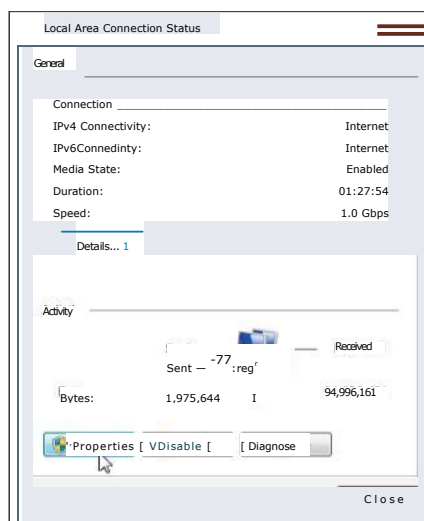 Local Area Connection Status
General
Connection
IPv4 Connectivity: Internet
IPv6Connedinty: Internet
Media State: Enabled
Duration: 01:27:54
Speed: 1.0 Gbps
Details... 1
Activity
Received
Sent — -77:reg r
Bytes: 1,975,644 I 94,996,161
Properties [ VDisable [ [ Diagnose
Close